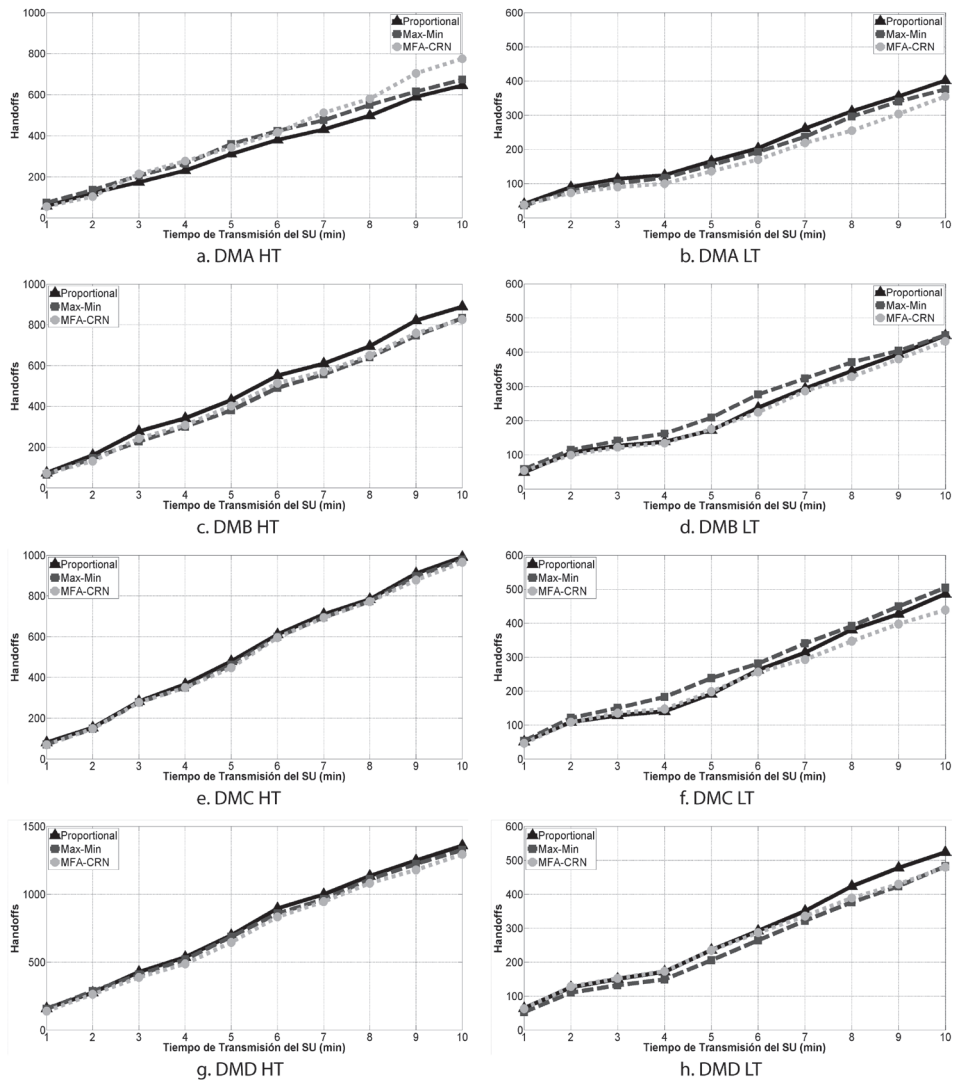 1000
800
600
400
200
0
Handoffs
Proportional
Max-Min
MFA-CRN
1 2 3 4 5 6 7 8 9 10
Tiempo de Transmisión del SU (min)
a. DMA HT
600
500
400
300
200
100
0
Handoffs
Proportional
Max-Min
MFA-CRN
1 2 3 4 5 6 7 8 9 10
Tiempo de Transmisión del SU (min)
b. DMA LT
1000
800
600
400
200
0
Handoffs
Proportional
Max-Min
MFA-CRN
1 2 3 4 5 6 7 8 9 10
Tiempo de Transmisión del SU (min)
c. DMB HT
600
500
400
300
200
100
0
Handoffs
Proportional
Max-Min
MFA-CRN
1 2 3 4 5 6 7 8 9 10
Tiempo de Transmisión del SU (min)
d. DMB LT
1000
800
600
400
200
0
Handoffs
Proportional
Max-Min
MFA-CRN
1 2 3 4 5 6 7 8 9 10
Tiempo de Transmisión del SU (min)
e. DMC HT
600
500
400
300
200
100
0
Handoffs
Proportional
Max-Min
MFA-CRN
1 2 3 4 5 6 7 8 9 10
Tiempo de Transmisión del SU (min)
f. DMC LT
1500
1000
500
0
Handoffs
Proportional
Max-Min
MFA-CRN
1 2 3 4 5 6 7 8 9 10
Tiempo de Transmisión del SU (min)
g. DMD HT
600
500
400
300
200
100
0
Handoffs
Proportional
Max-Min
MFA-CRN
1 2 3 4 5 6 7 8 9 10
Tiempo de Transmisión del SU (min)
h. DMD LT